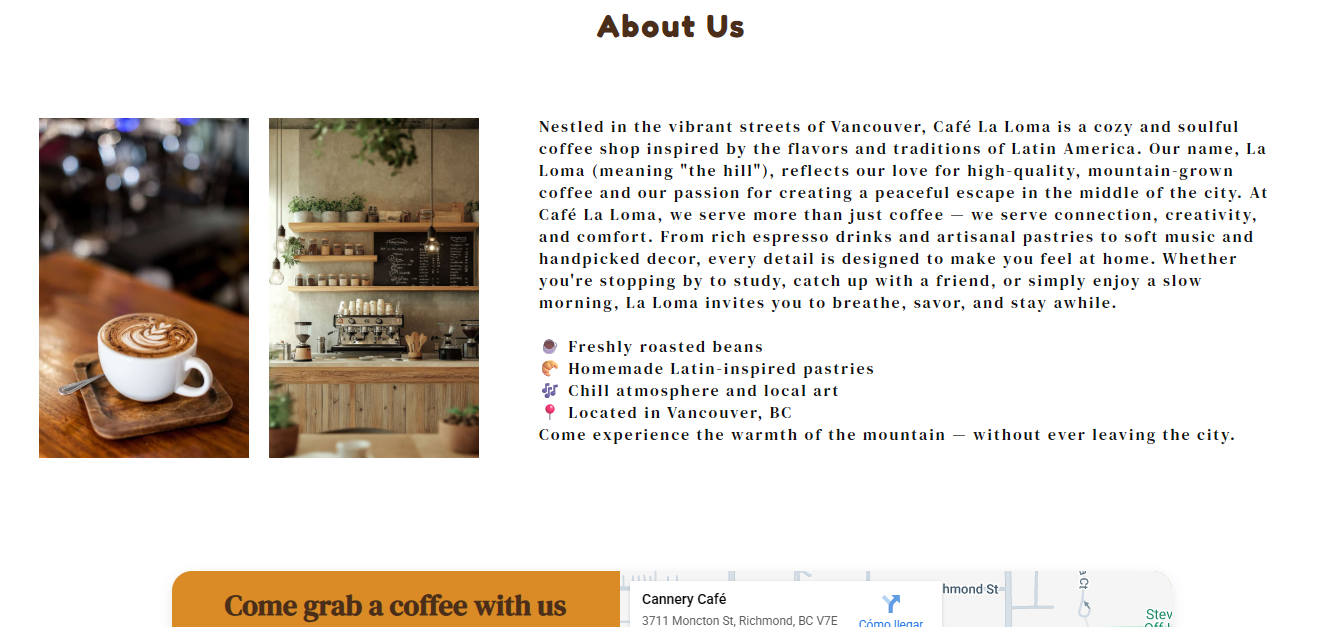 About Us
Nestled in the vibrant streets of Vancouver, Café La Loma is a cozy and soulful
coffee shop inspired by the flavors and traditions of Latin America. Our name, La
Loma (meaning "the hill"), reflects our love for high-quality, mountain-grown
coffee and our passion for creating a peaceful escape in the middle of the city. At
Café La Loma, we serve more than just coffee — we serve connection, creativity,
and comfort. From rich espresso drinks and artisanal pastries to soft music and
handpicked decor, every detail is designed to make you feel at home. Whether
you're stopping by to study, catch up with a friend, or simply enjoy a slow
morning, La Loma invites you to breathe, savor, and stay awhile.
Freshly roasted beans
Homemade Latin-inspired pastries
Chill atmosphere and local art
Located in Vancouver, BC
Come experience the warmth of the mountain — without ever leaving the city.
Come grab a coffee with us
Cannery Café
3711 Moncton St, Richmond, BC V7E
Cómo llegar
hmond St
a Ct
Stev